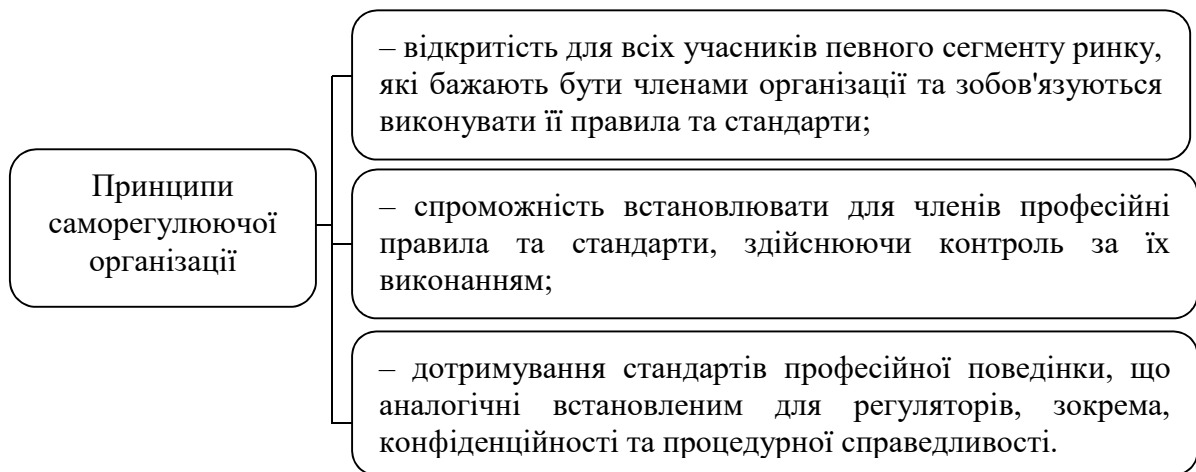 Принципи
саморегулюючої
організації
– відкритість для всіх учасників певного сегменту ринку,
які бажають бути членами організації та зобов'язуються
виконувати її правила та стандарти;
– спроможність встановлювати для членів професійні
правила та стандарти, здійснюючи контроль за їх
виконанням;
– дотримування стандартів професійної поведінки, що
аналогічні встановленим для регуляторів, зокрема,
конфіденційності та процедурної справедливості.